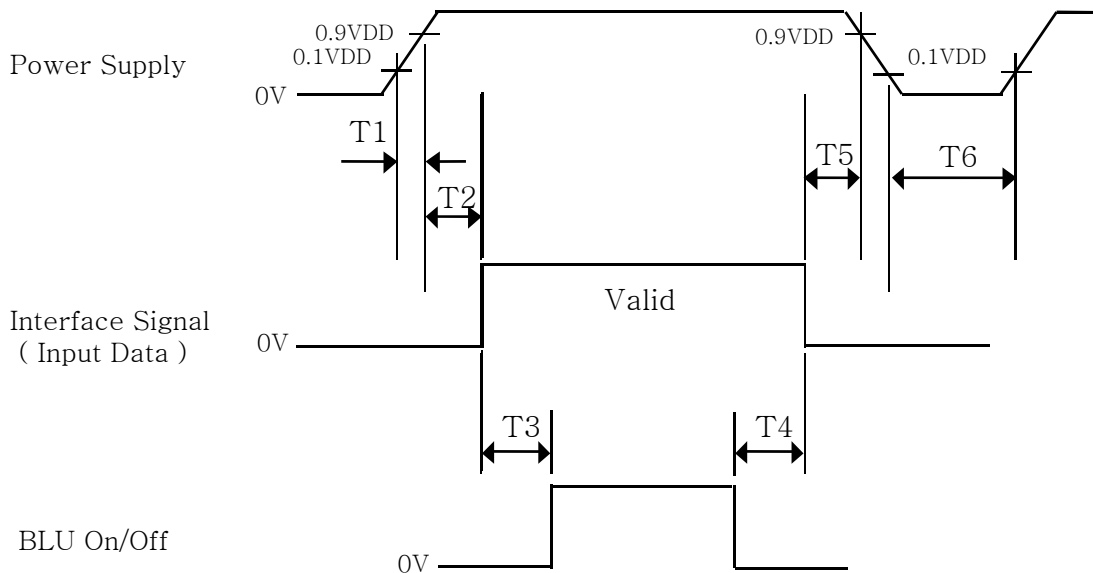 0.9VDD
0.9VDD
0.1VDD
0.1VDD
Power Supply
0V
T1
T5
T6
T2
Valid
Interface Signal
( Input Data )
0V
T3
T4
BLU On/Off
0V